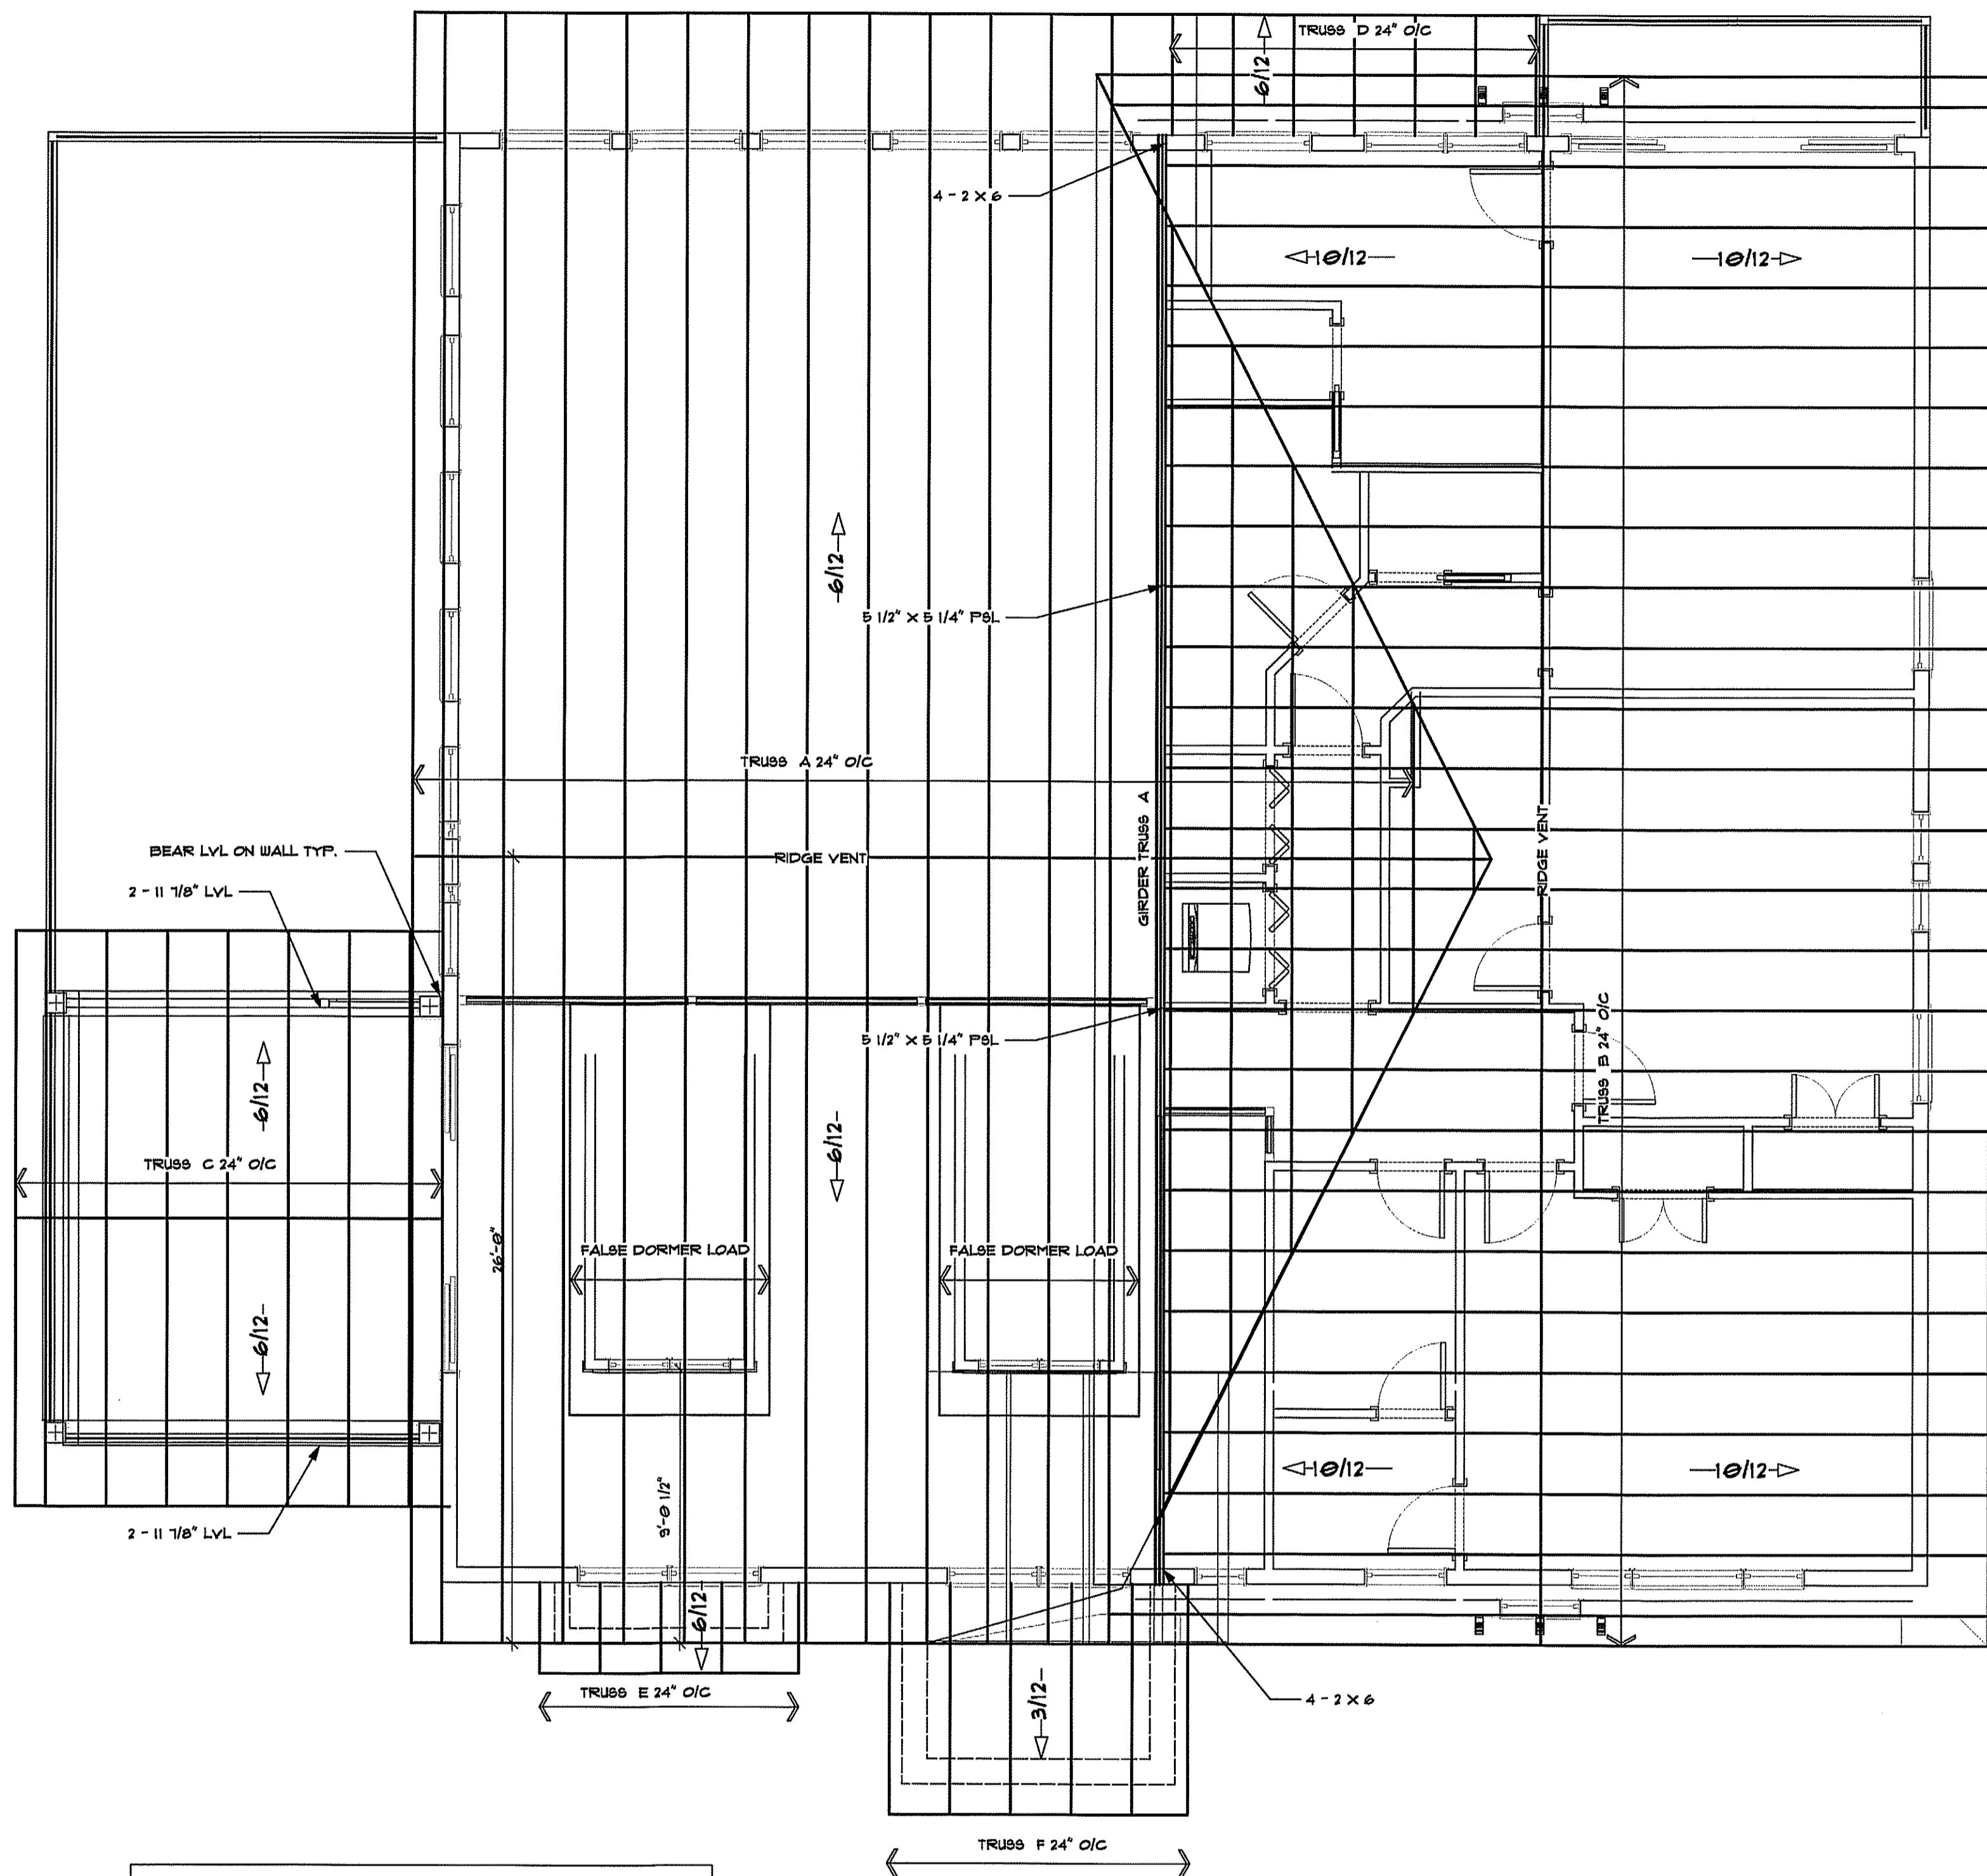 TRUSS D 24" O/C
6/12
4 - 2 X 6
10/12
10/12
6/12
5 1/2" X 5 1/4" PSL
TRUSS A 24" O/C
GIRDER TRUSS A
RIDGE VENT
RIDGE VENT
BEAR LVL ON WALL TYP.
2 - 11 7/8" LVL
5 1/2" X 5 1/4" PSL
TRUSS B 24" O/C
6/12
6/12
TRUSS C 24" O/C
26'-0"
FALSE DORMER LOAD
FALSE DORMER LOAD
6/12
10/12
10/12
9'-0 1/2"
2 - 11 7/8" LVL
6/12
TRUSS E 24" O/C
3/12
4 - 2 X 6
TRUSS F 24" O/C